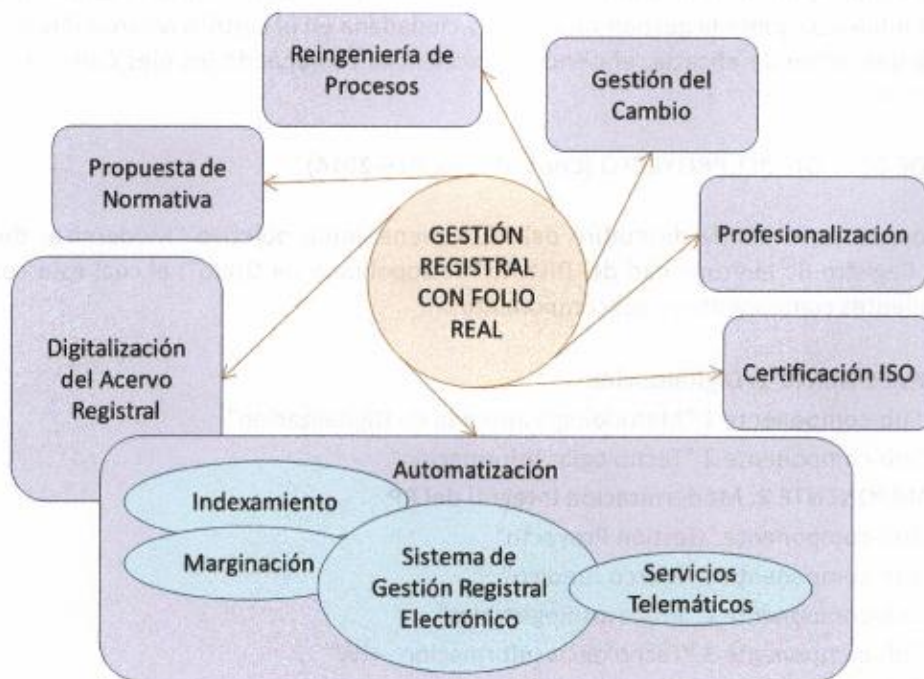 Reingeniería de
Procesos
Gestión del
Cambio
Propuesta de
Normativa
GESTIÓN
REGISTRAL
CON FOLIO
REAL
Profesionalización
Digitalización
del Acervo
Registral
Certificación ISO
Automatización
Indexamiento
Marginación
Sistema de
Gestión Registral
Electrónico
Servicios
Telemáticos